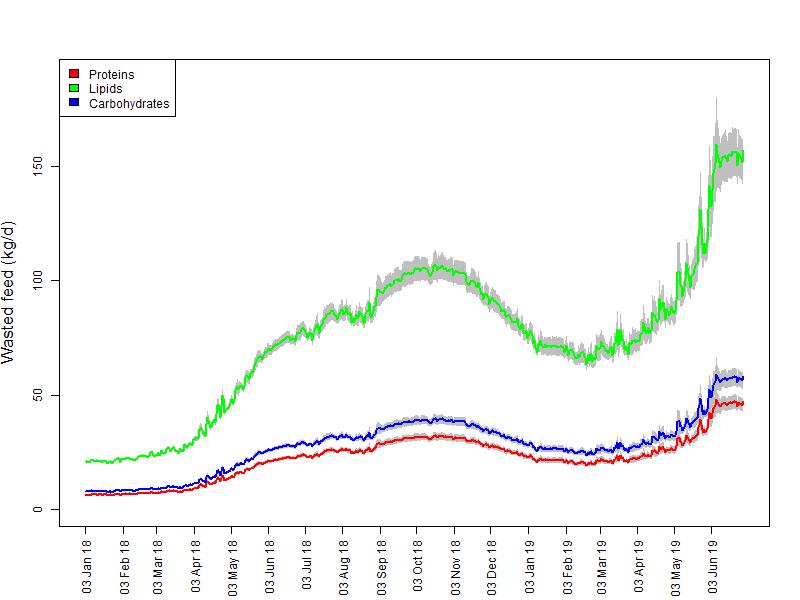 Proteins
Lipids
Carbohydrates
Wasted feed (kg/d)
150
100
50
0
03 Jan 18
03 Feb 18
03 Mar 18
03 Apr 18
03 May 18
03 Jun 18
03 Jul 18
03 Aug 18
03 Sep 18
03 Oct 18
03 Nov 18
03 Dec 18
03 Jan 19
03 Feb 19
03 Mar 19
03 Apr 19
03 May 19
03 Jun 19